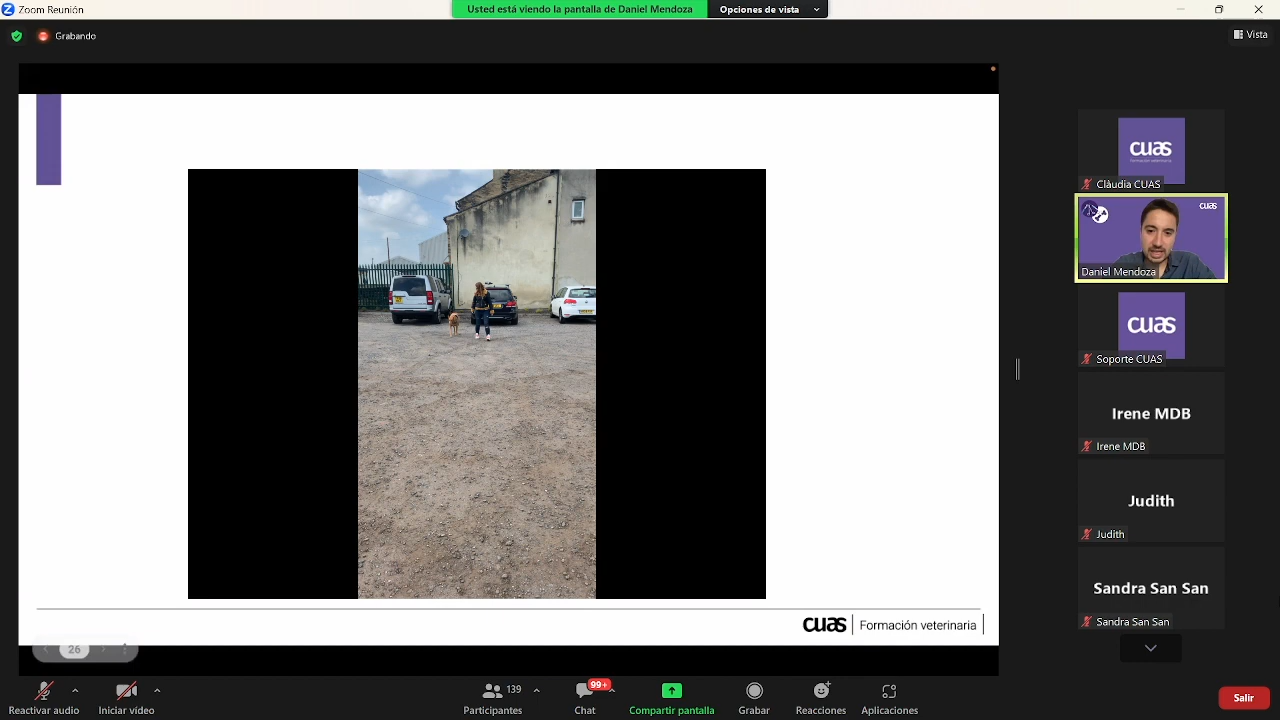 Zoom Reunión
Usted está viendo la pantalla de Daniel Mendoza
Opciones de vista
Grabando
Vista
cuas
Clàudia CUAS
cuas
Daniel Mendoza
cuas
Soporte CUAS
Irene MDB
Irene MDB
Judith
Judith
Sandra San San
Sandra San San
cuas
Formación veterinaria
26
Reactivar audio
Iniciar vídeo
139
Participantes
99+
Chat
Compartir pantalla
Grabar
Reacciones
Aplicaciones
Salir